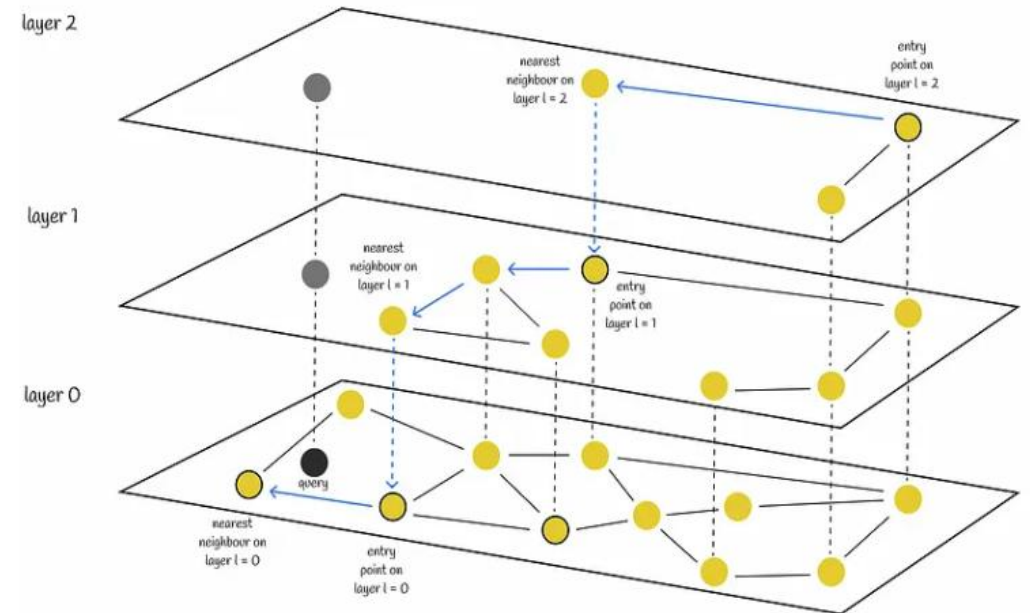 layer 2
entry
point on
layer l = 2
nearest
neighbour on
layer l = 2
layer 1
nearest
neighbour on
layer l = 1
entry
point on
layer l = 1
layer 0
query
nearest
neighbour on
layer l = 0
entry
point on
layer l = 0